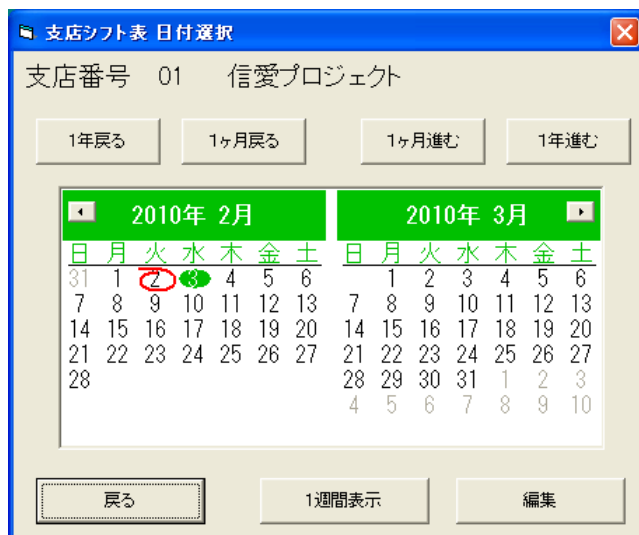 支店シフト表 日付選択
支店番号 01 信愛プロジェクト
1年戻る 1ヶ月戻る 1ヶ月進む 1年進む
2010年 2月 2010年 3月
日 月 火 水 木 金 土 日 月 火 水 木 金 土
31 1 2 3 4 5 6 1 2 3 4 5 6
7 8 9 10 11 12 13 7 8 9 10 11 12 13
14 15 16 17 18 19 20 14 15 16 17 18 19 20
21 22 23 24 25 26 27 21 22 23 24 25 26 27
28 28 29 30 31 1 2 3
4 5 6 7 8 9 10
戻る 1週間表示 編集